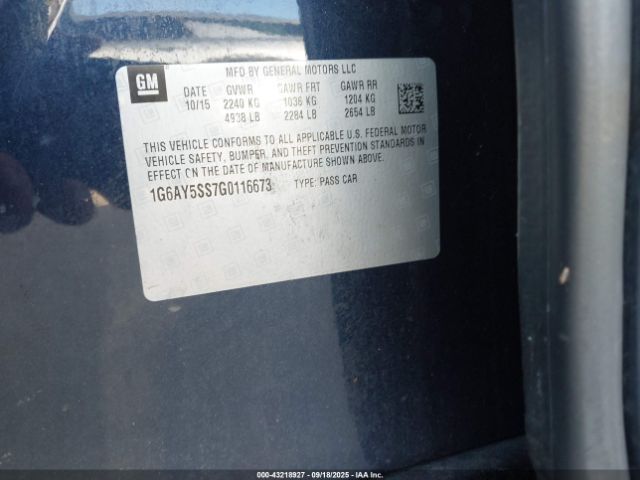 GM
MFD BY GENERAL MOTORS LLC
DATE GVWR GAWR FRT GAWR RR
10/15 2240 KG 1036 KG 1204 KG
4938 LB 2284 LB 2654 LB
THIS VEHICLE CONFORMS TO ALL APPLICABLE U.S. FEDERAL MOTOR
VEHICLE SAFETY, BUMPER, AND THEFT PREVENTION STANDARDS IN
EFFECT ON THE DATE OF MANUFACTURE SHOWN ABOVE.
1G6AY5SS7G0116673 TYPE: PASS CAR
000-43218927 - 09/18/2025 - IAA Inc.